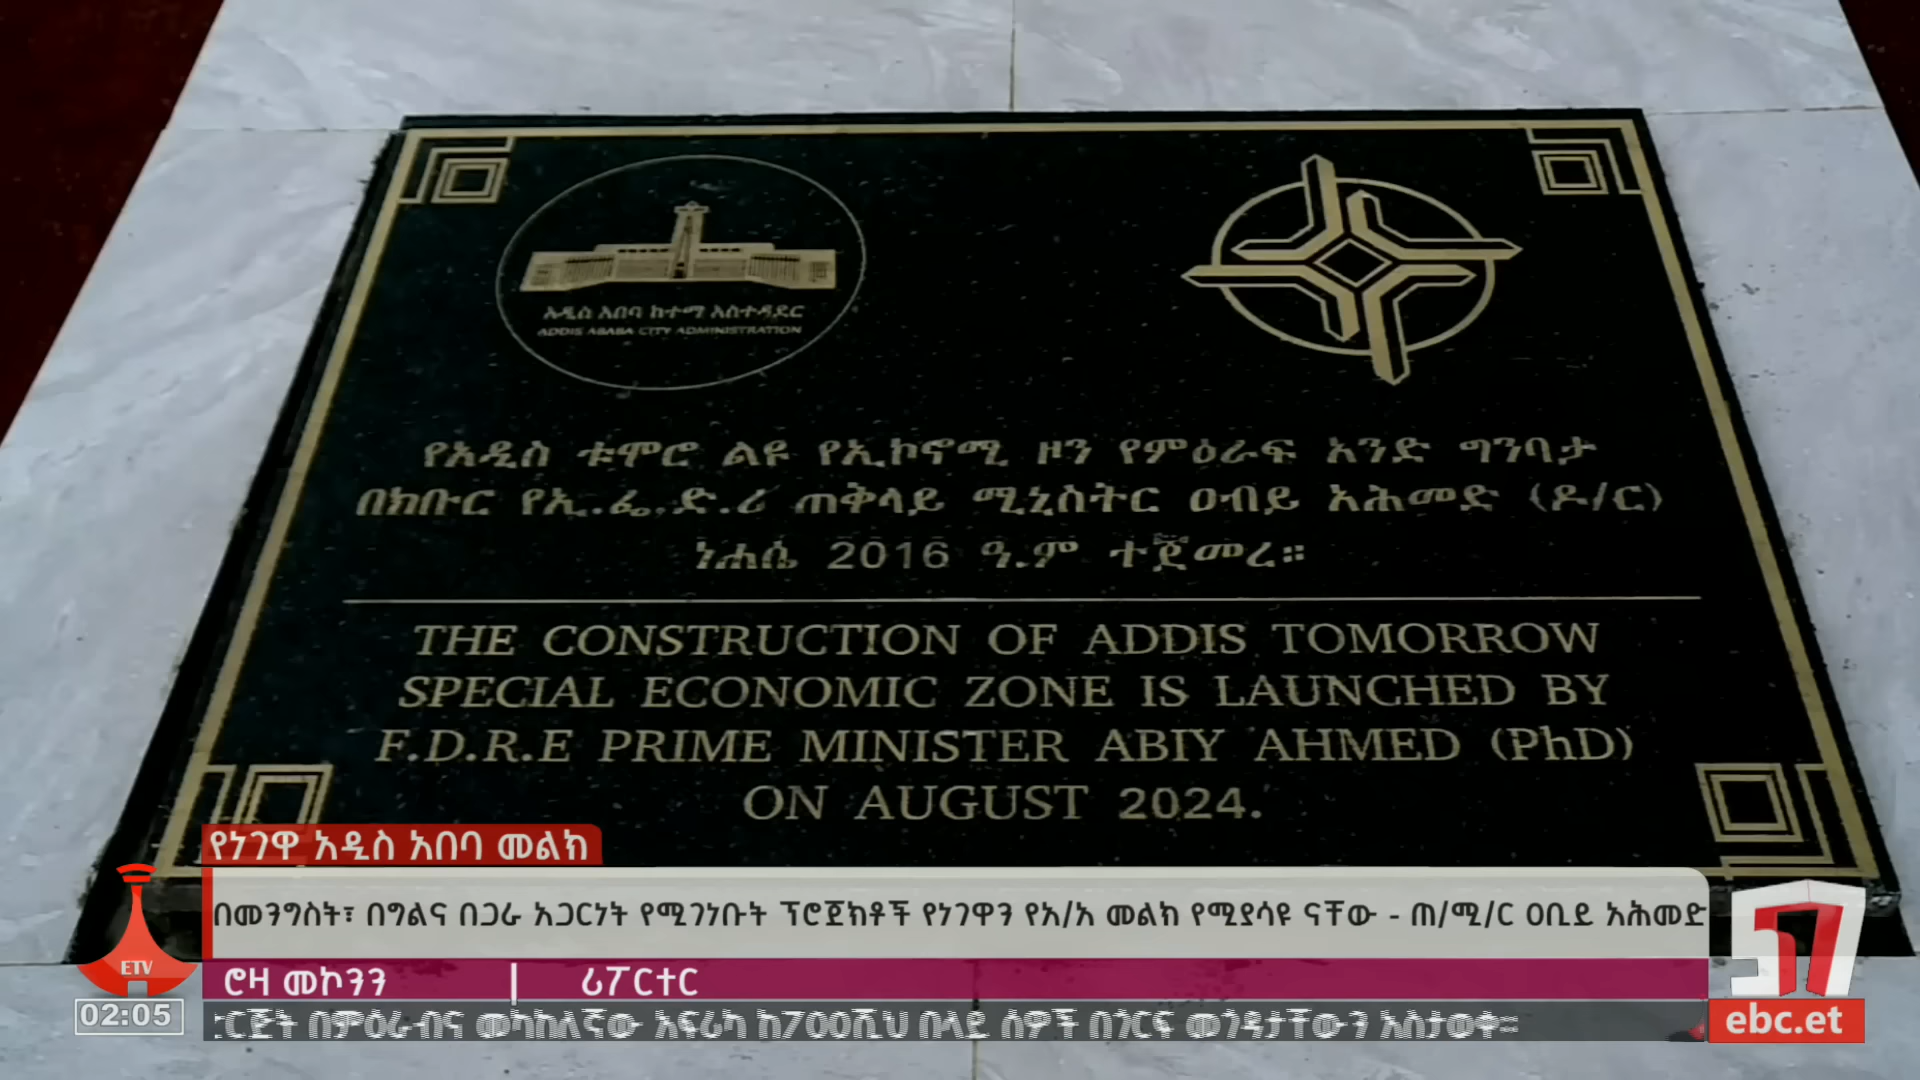 አዲስ አበባ ከተማ አስተዳደር
ADDIS ABABA CITY ADMINISTRATION
የአዲስ ቱሞሮ ልዩ የኢኮኖሚ ዞን የምዕራፍ አንድ ግንባታ
በክቡር የኢ.ፌ.ድ.ሪ ጠቅላይ ሚኒስትር ዐብይ አሕመድ (ዶ/ር)
ነሐሴ 2016 ዓ.ም ተጀመረ።
THE CONSTRUCTION OF ADDIS TOMORROW
SPECIAL ECONOMIC ZONE IS LAUNCHED BY
F.D.R.E PRIME MINISTER ABIY AHMED (PhD)
ON AUGUST 2024.
የነገዋ አዲስ አበባ መልክ
በመንግስት፣ በግልና በጋራ አጋርነት የሚገነቡት ፕሮጀክቶች የነገዋን የአ/አ መልክ የሚያሳዩ ናቸው - ጠ/ሚ/ር ዐቢይ አሕመድ
ETV
ሮዛ መኮንን | ሪፖርተር
02:05
በምዕራብና መካከለኛው አፍሪካ ከ700ሺህ በላይ ሰዎች በጎርፍ መጎዳታቸውን አስታወቀ።
57
ebc.et